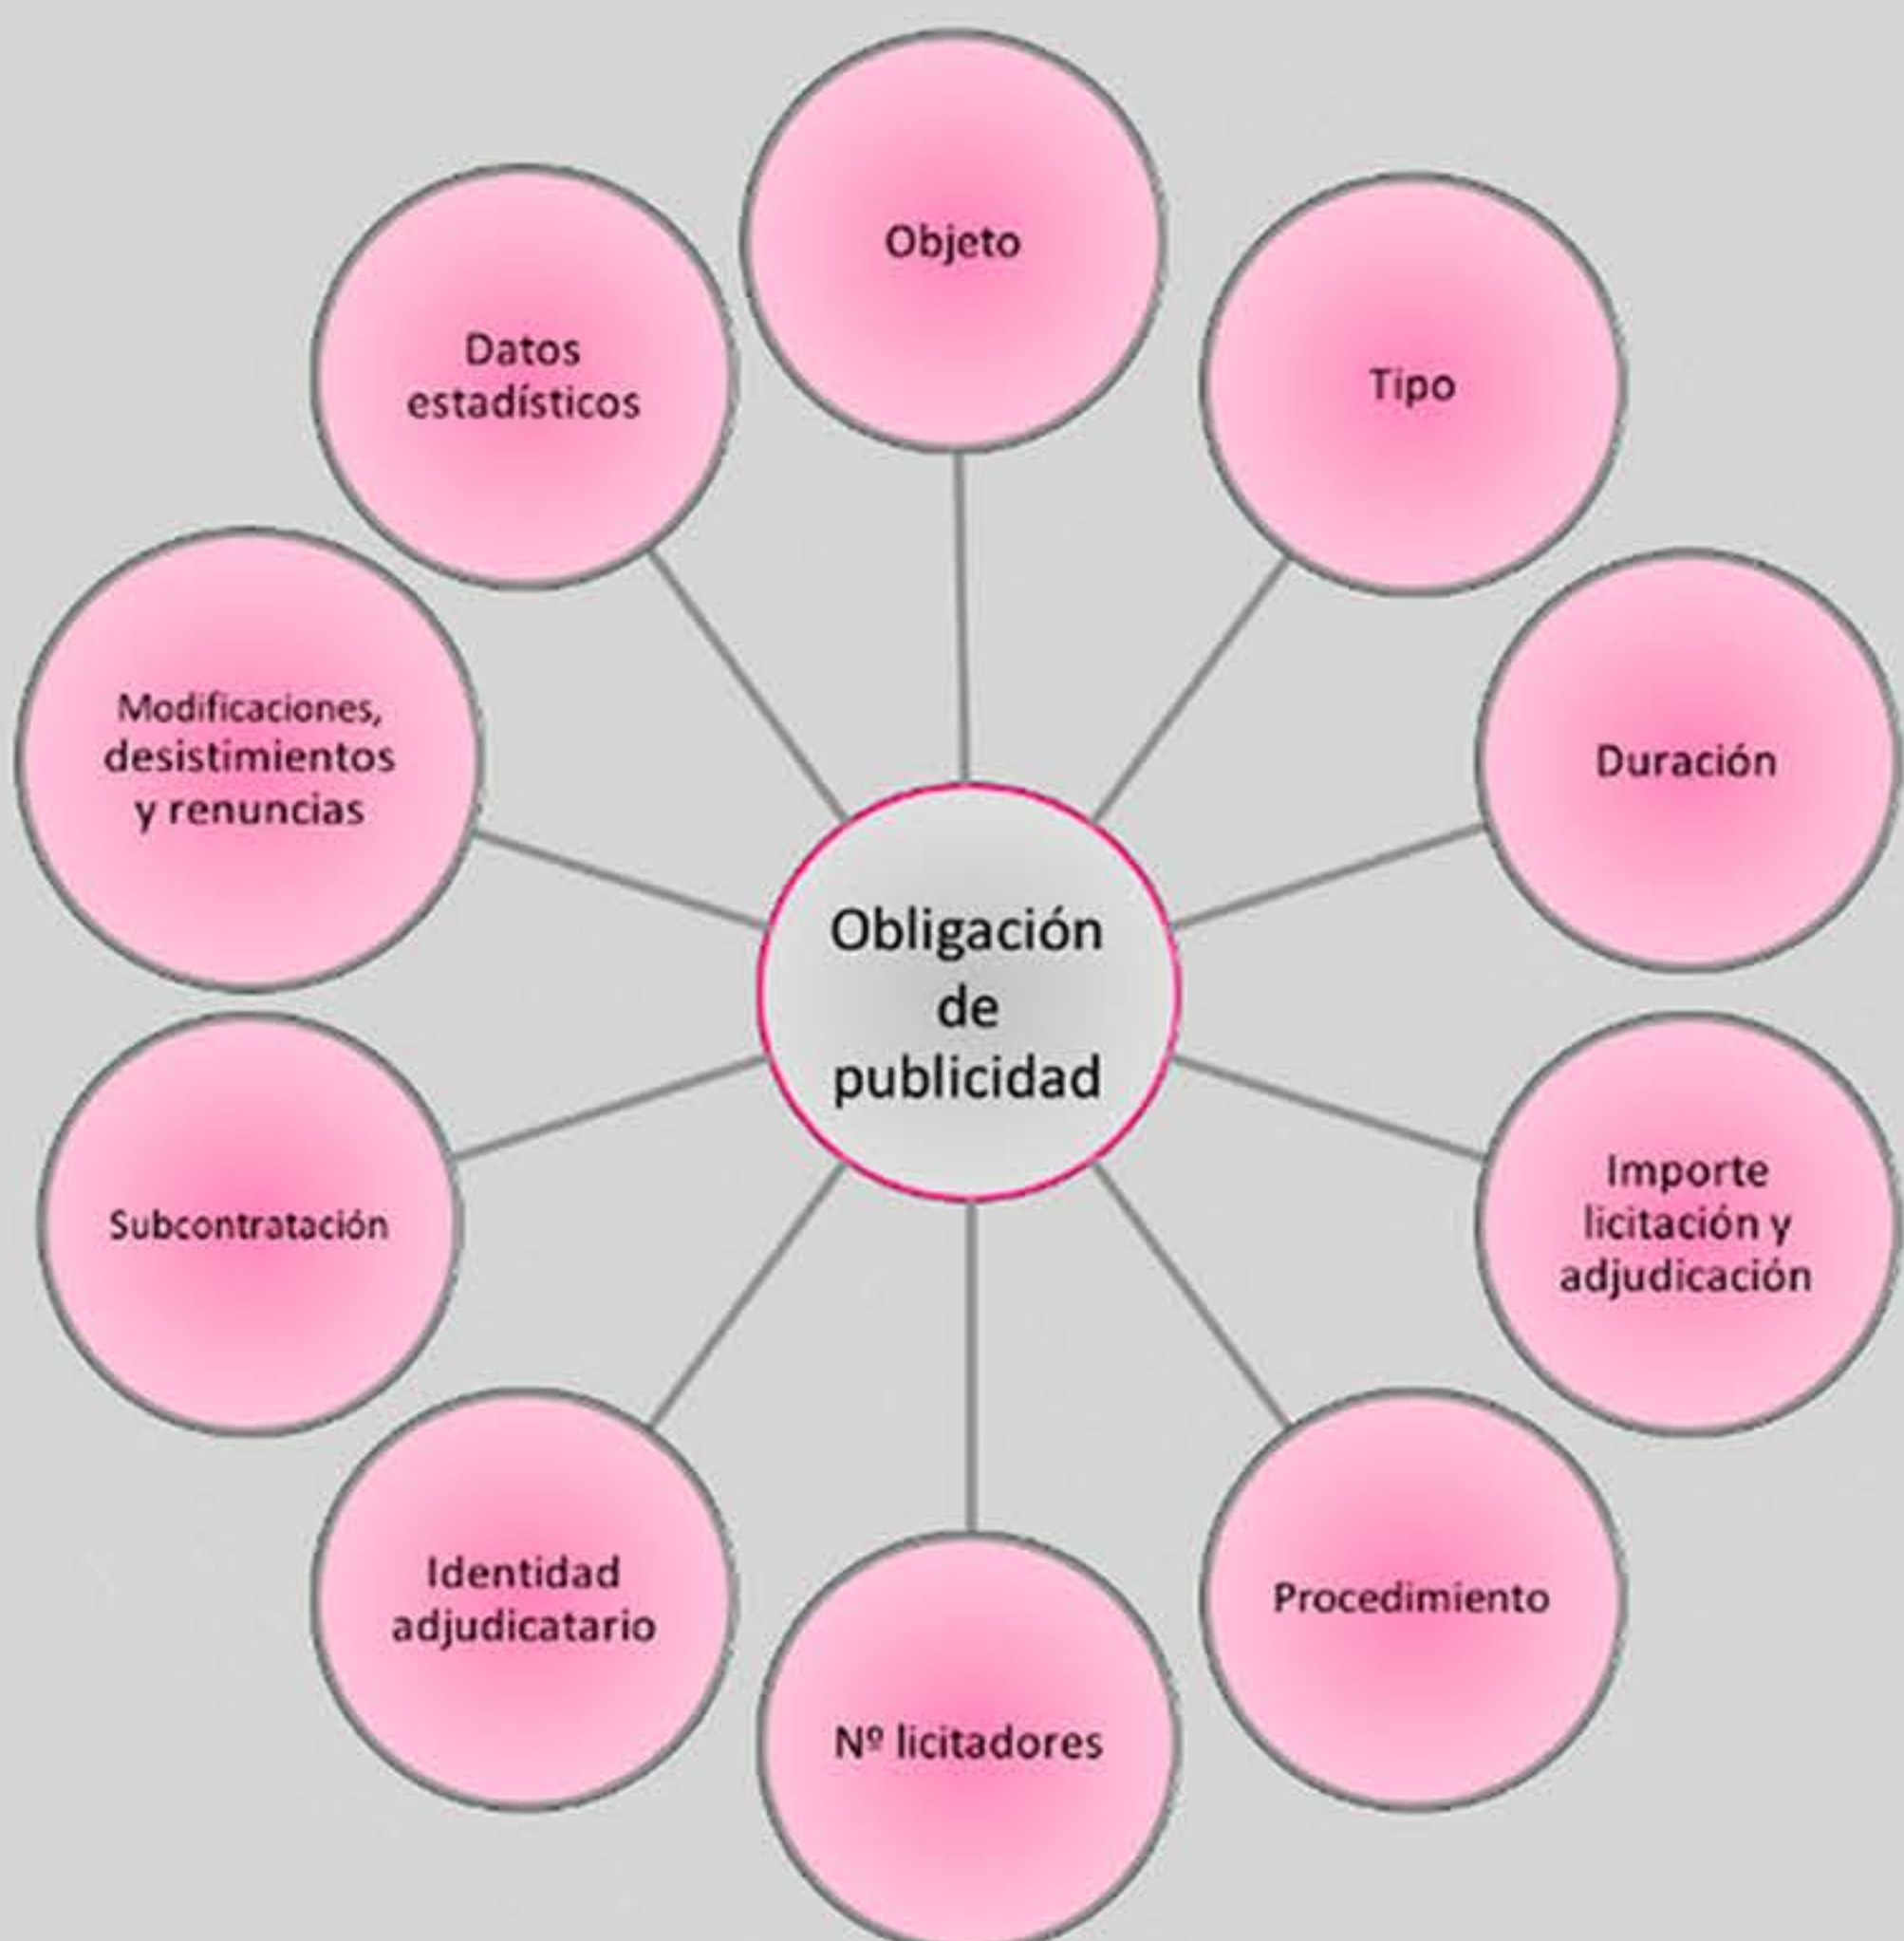 Objeto
Tipo
Duración
Importe
licitación y
adjudicación
Procedimiento
Nº licitadores
Identidad
adjudicatario
Subcontratación
Modificaciones,
desistimientos
y renuncias
Datos
estadísticos
Obligación
de
publicidad